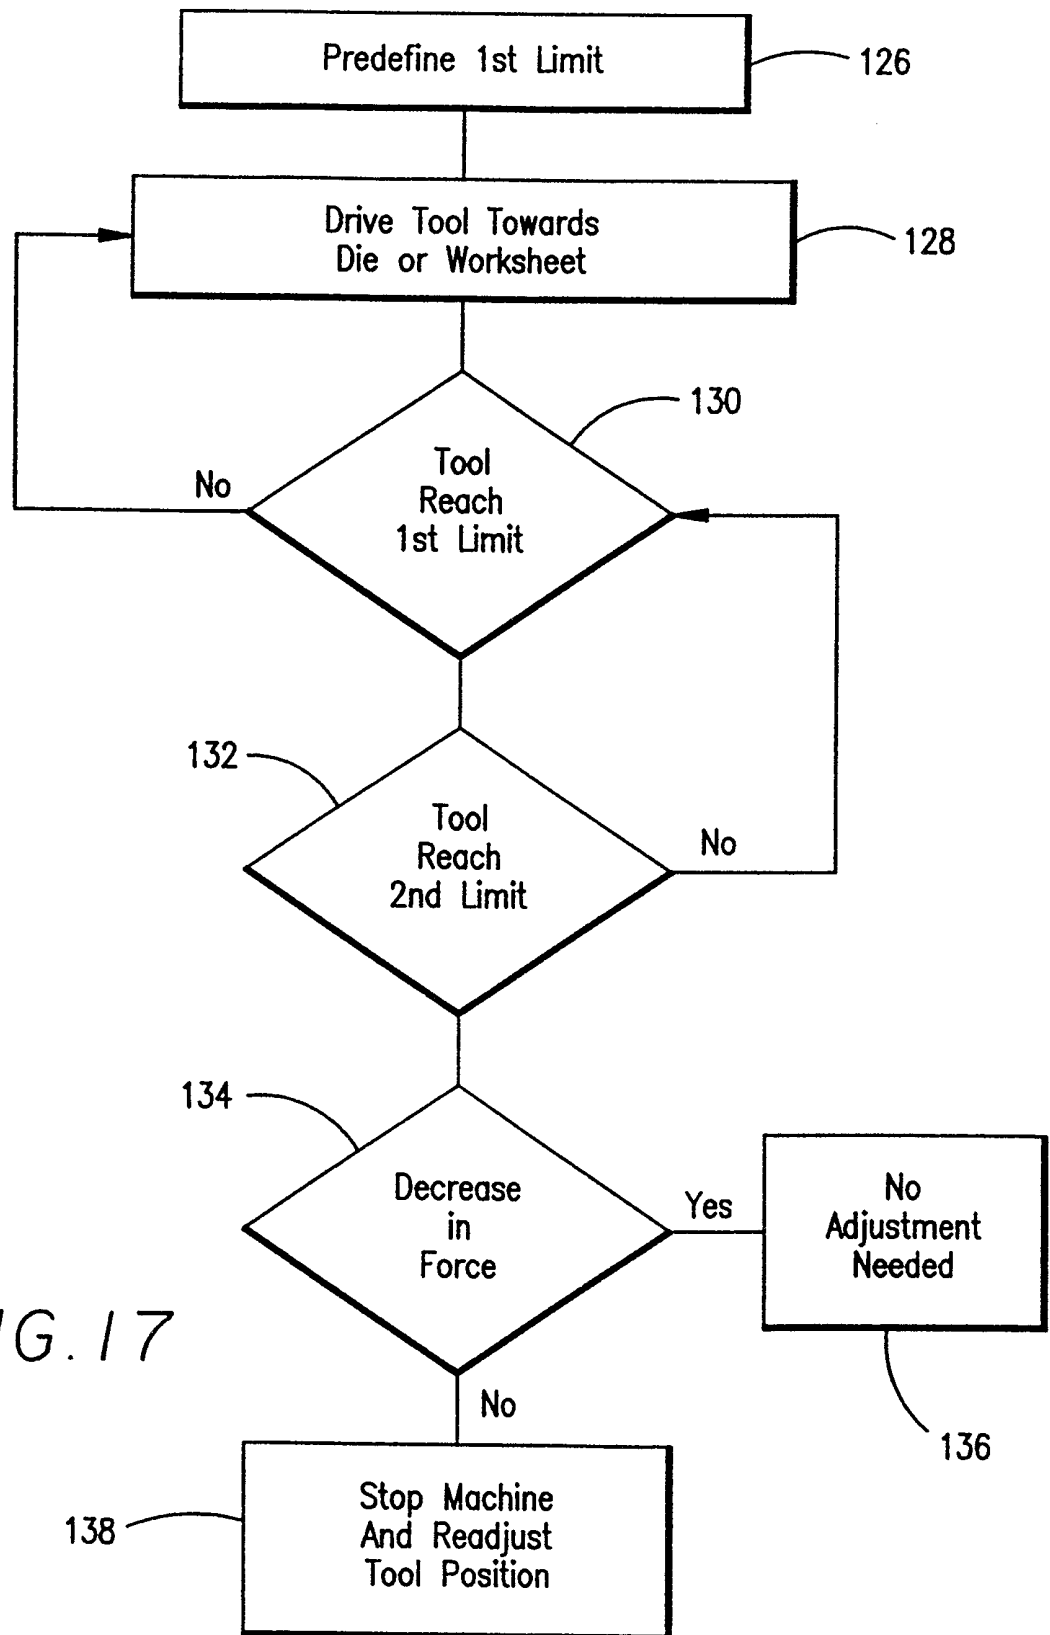 Predefine 1st Limit
126
Drive Tool Towards
Die or Worksheet
128
130
Tool
Reach
1st Limit
No
132
Tool
Reach
2nd Limit
No
134
Decrease
in
Force
Yes
No
Adjustment
Needed
136
IG. 17
No
Stop Machine
And Readjust
Tool Position
138